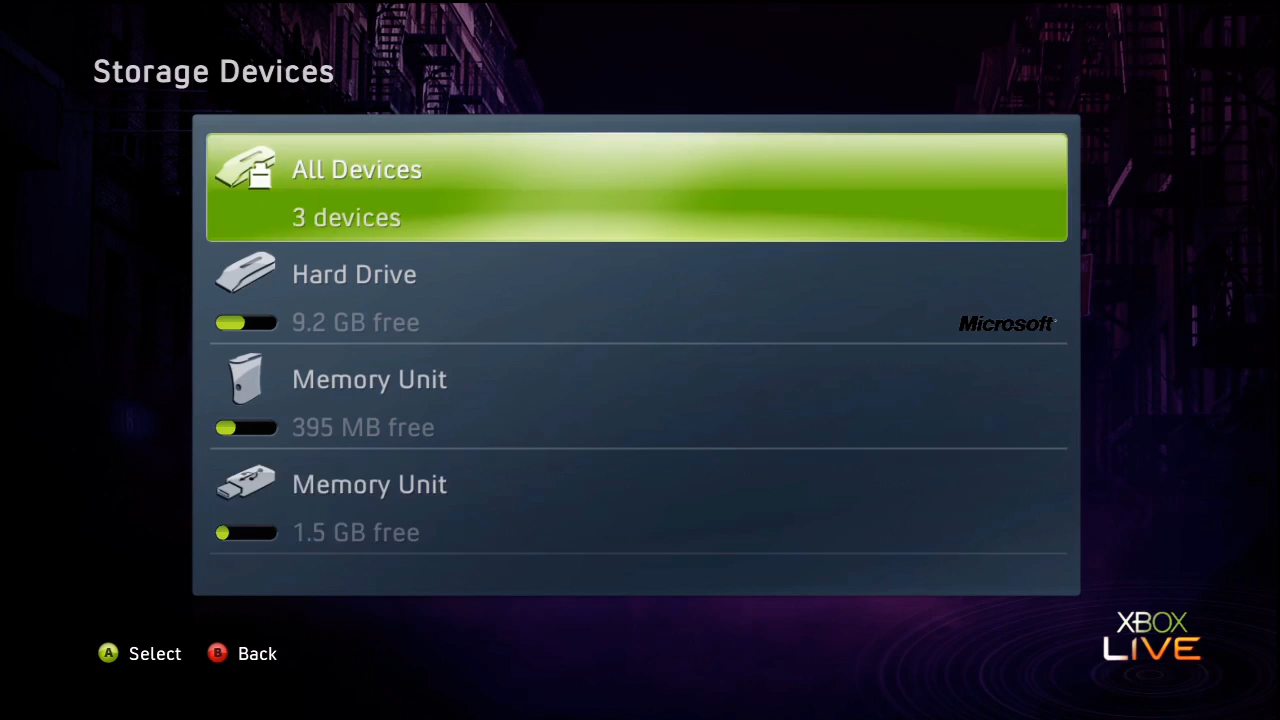 Storage Devices
All Devices
3 devices
Hard Drive
9.2 GB free
Microsoft
Memory Unit
395 MB free
Memory Unit
1.5 GB free
A Select B Back
XBOX
LIVE